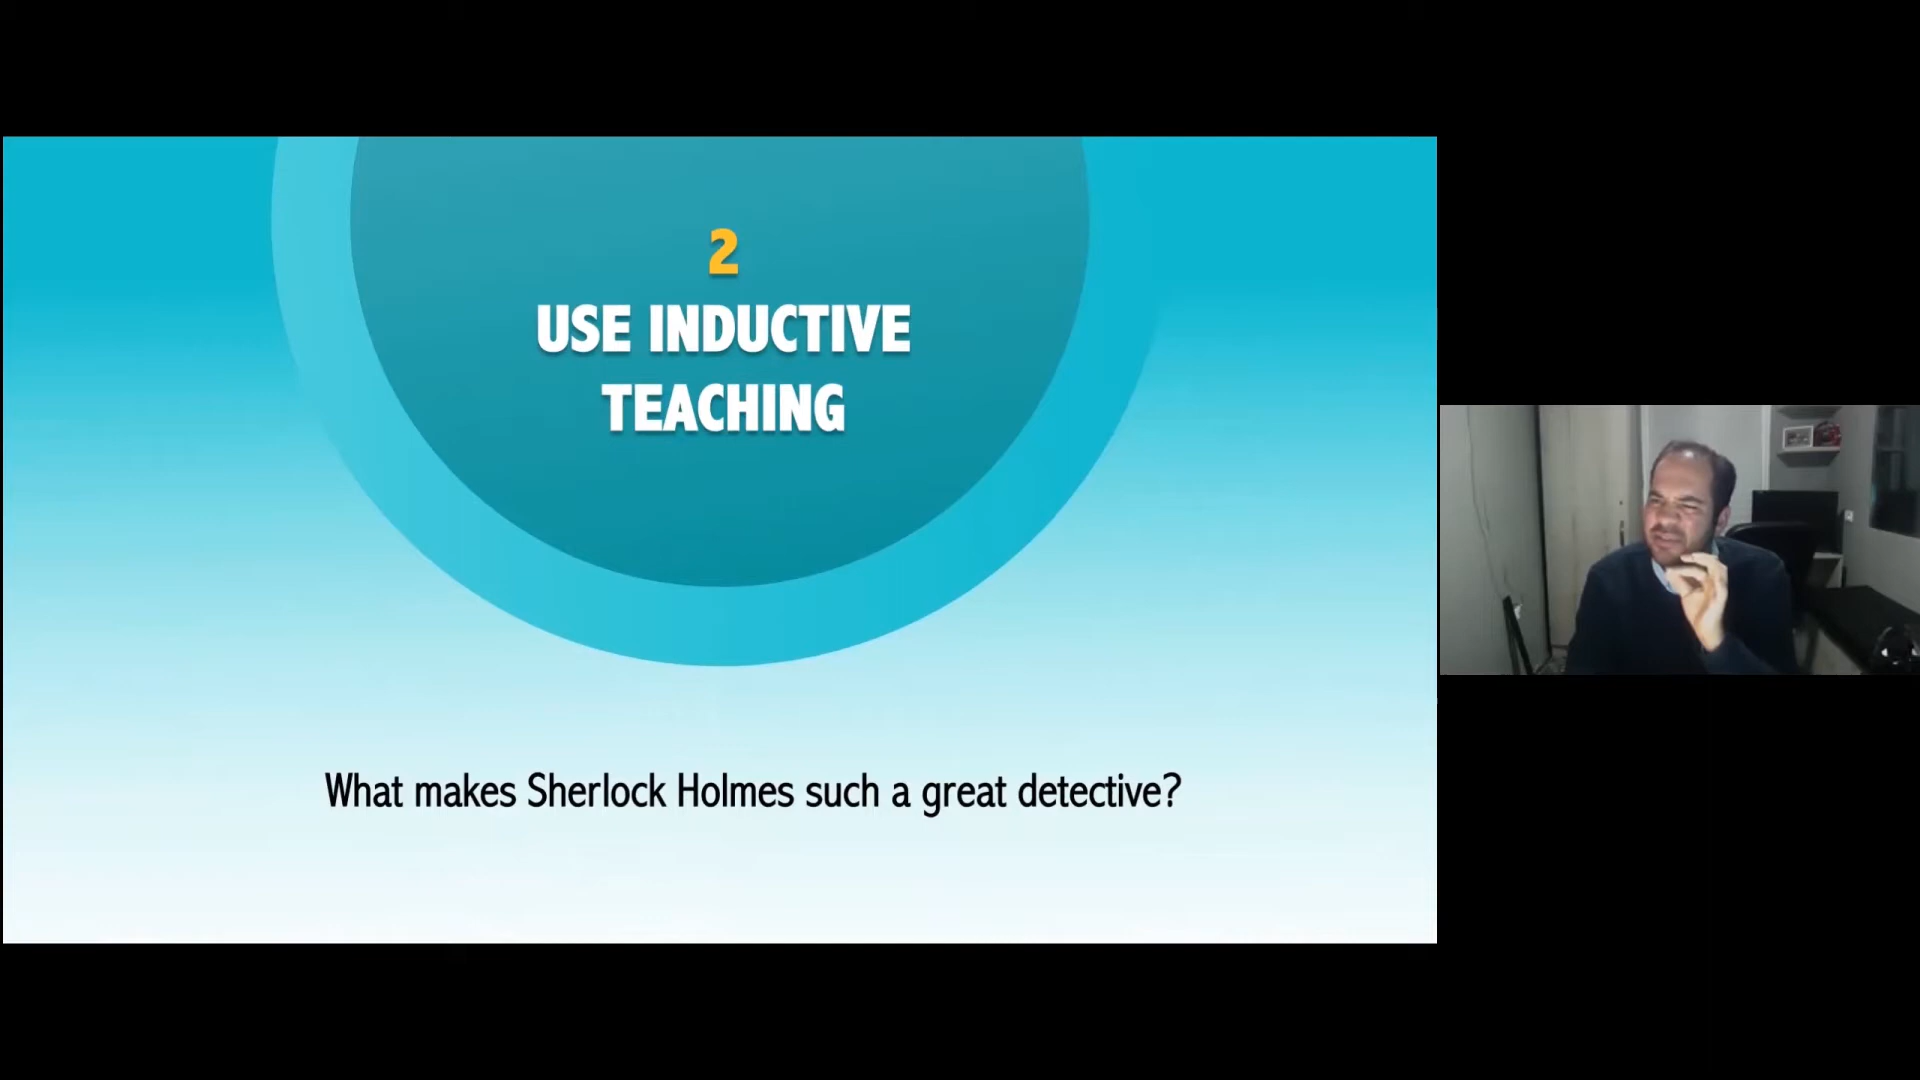 2
USE INDUCTIVE
TEACHING
What makes Sherlock Holmes such a great detective?